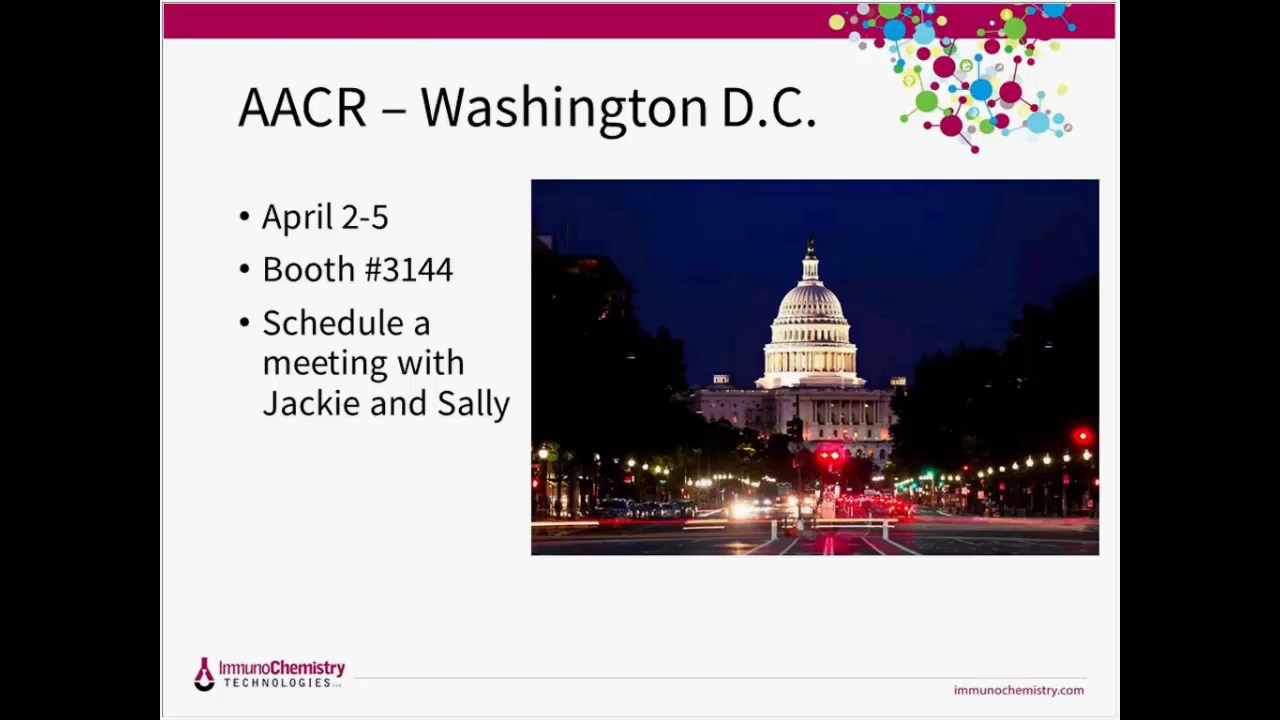 AACR – Washington D.C.
• April 2-5
• Booth #3144
• Schedule a
meeting with
Jackie and Sally
ImmunoChemistry
TECHNOLOGIES
immunochemistry.com